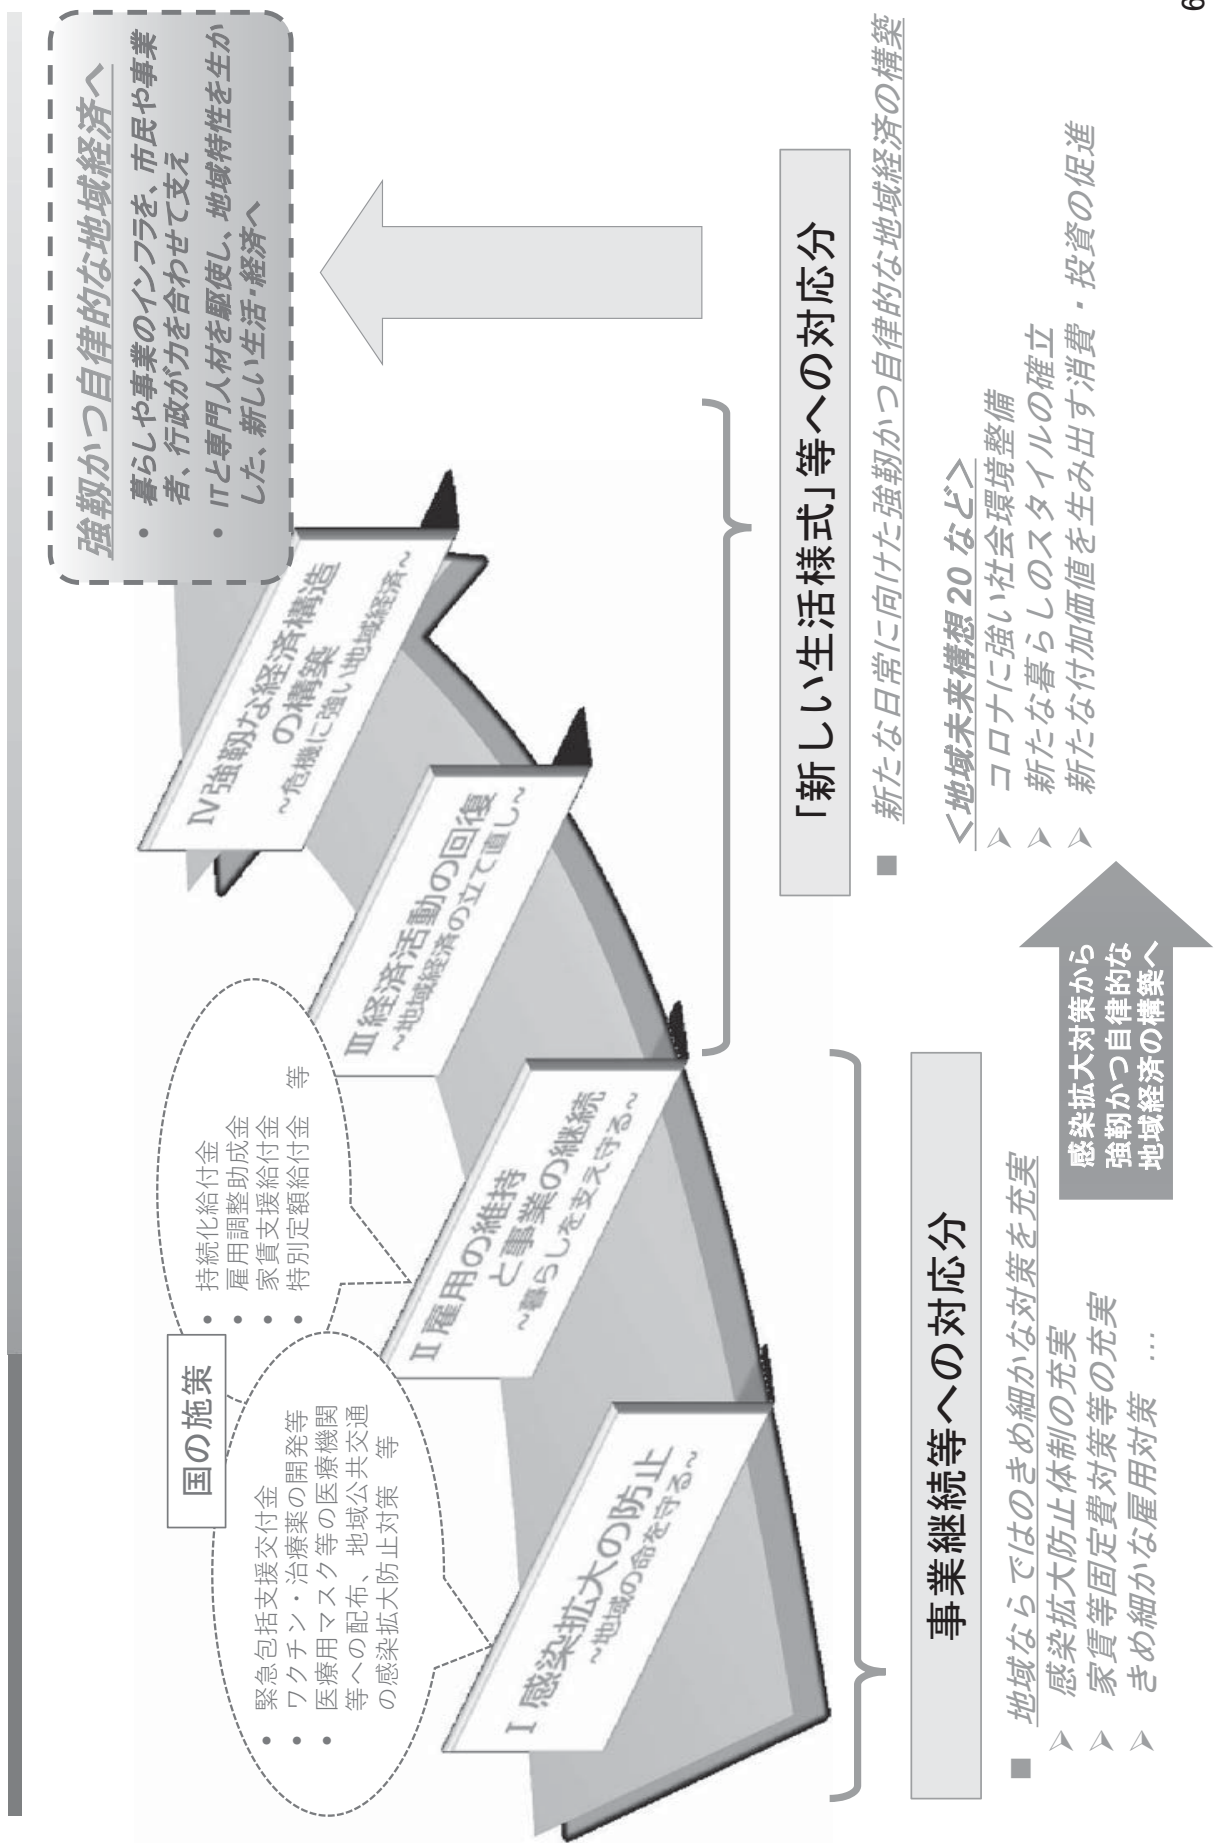 強靱かつ自律的な地域経済へ
• 暮らしや事業のインフラを、市民や事業
者、行政が力を合わせて支え
• ITと専門人材を駆使し、地域特性を生か
した、新しい生活・経済へ
国の施策
• 緊急包括支援交付金
• ワクチン・治療薬の開発等
• 医療用マスク等の医療機関
等への配布、地域公共交通
の感染拡大防止対策 等
• 持続化給付金
• 雇用調整助成金
• 家賃支援給付金
• 特別定額給付金 等
Ⅰ 感染拡大の防止
~地域の命を守る~
Ⅱ 雇用の維持
と事業の継続
~暮らしを支え守る~
Ⅲ 経済活動の回復
~地域経済の立て直し~
Ⅳ 強靱な経済構造
の構築
~危機に強い地域経済~
事業継続等への対応分
■ 地域ならではのきめ細かな対策を充実
➢ 感染拡大防止体制の充実
➢ 家賃等固定費対策等の充実
➢ きめ細かな雇用対策 …
感染拡大対策から
強靱かつ自律的な
地域経済の構築へ
「新しい生活様式」等への対応分
■ 新たな日常に向けた強靱かつ自律的な地域経済の構築
<地域未来構想 20 など>
➢ コロナに強い社会環境整備
➢ 新たな暮らしのスタイルの確立
➢ 新たな付加価値を生み出す消費・投資の促進
6